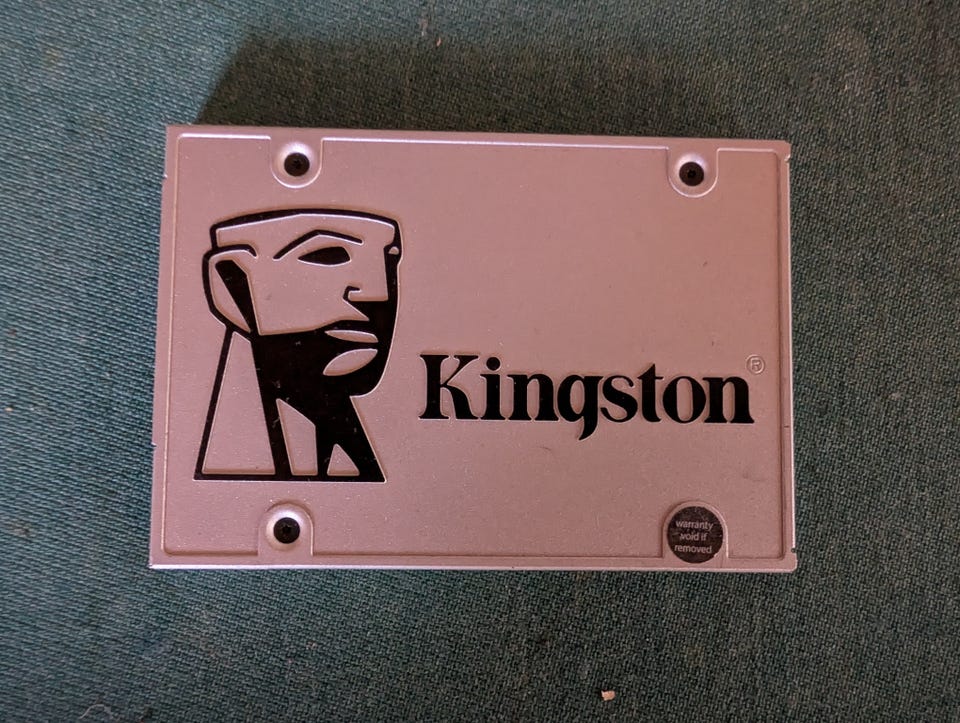 Kingston®
warranty
void if
removed